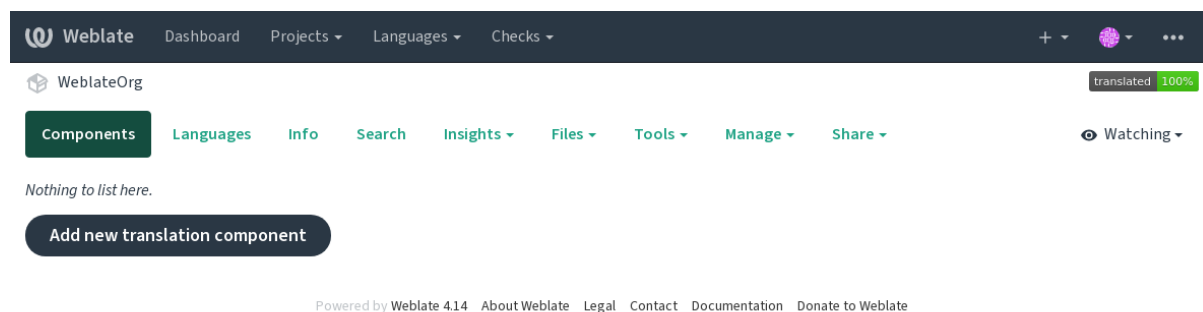 Weblate Dashboard Projects Languages Checks
WeblateOrg translated 100%
Components Languages Info Search Insights Files Tools Manage Share Watching
Nothing to list here.
Add new translation component
Powered by Weblate 4.14 About Weblate Legal Contact Documentation Donate to Weblate